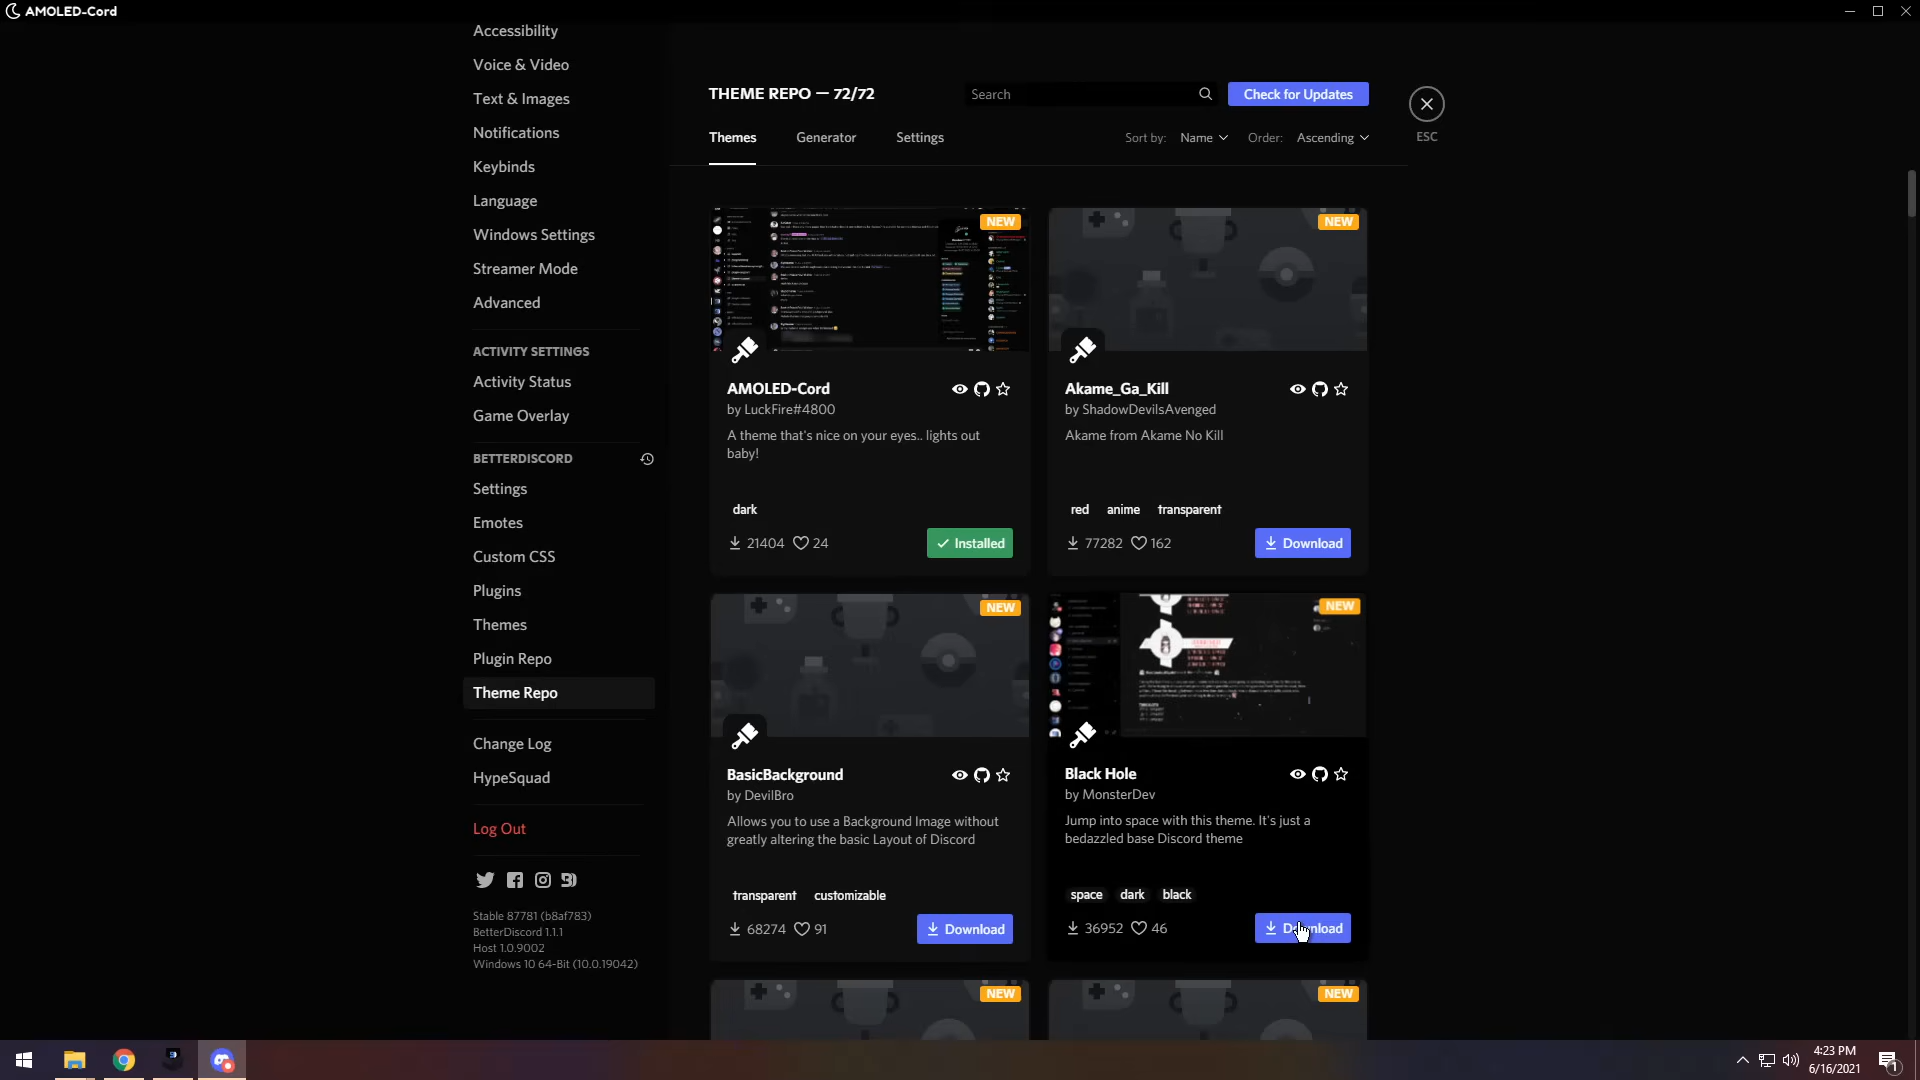 AMOLED-Cord
Accessibility
Voice & Video
Text & Images
Notifications
Keybinds
Language
Windows Settings
Streamer Mode
Advanced
ACTIVITY SETTINGS
Activity Status
Game Overlay
BETTERDISCORD
Settings
Emotes
Custom CSS
Plugins
Themes
Plugin Repo
Theme Repo
Change Log
HypeSquad
Log Out
Stable 87781 (b8af783)
BetterDiscord 1.1.1
Host 1.0.9002
Windows 10 64-Bit (10.0.19042)
THEME REPO — 72/72
Search
Check for Updates
ESC
Themes Generator Settings
Sort by: Name Order: Ascending
NEW
AMOLED-Cord
by LuckFire#4800
A theme that's nice on your eyes.. lights out
baby!
dark
21404 24
Installed
NEW
Akame_Ga_Kill
by ShadowDevilsAvenged
Akame from Akame No Kill
red anime transparent
77282 162
Download
NEW
BasicBackground
by DevilBro
Allows you to use a Background Image without
greatly altering the basic Layout of Discord
transparent customizable
68274 91
Download
NEW
Black Hole
by MonsterDev
Jump into space with this theme. It's just a
bedazzled base Discord theme
space dark black
36952 46
Download
NEW
NEW
4:23 PM
6/16/2021
1